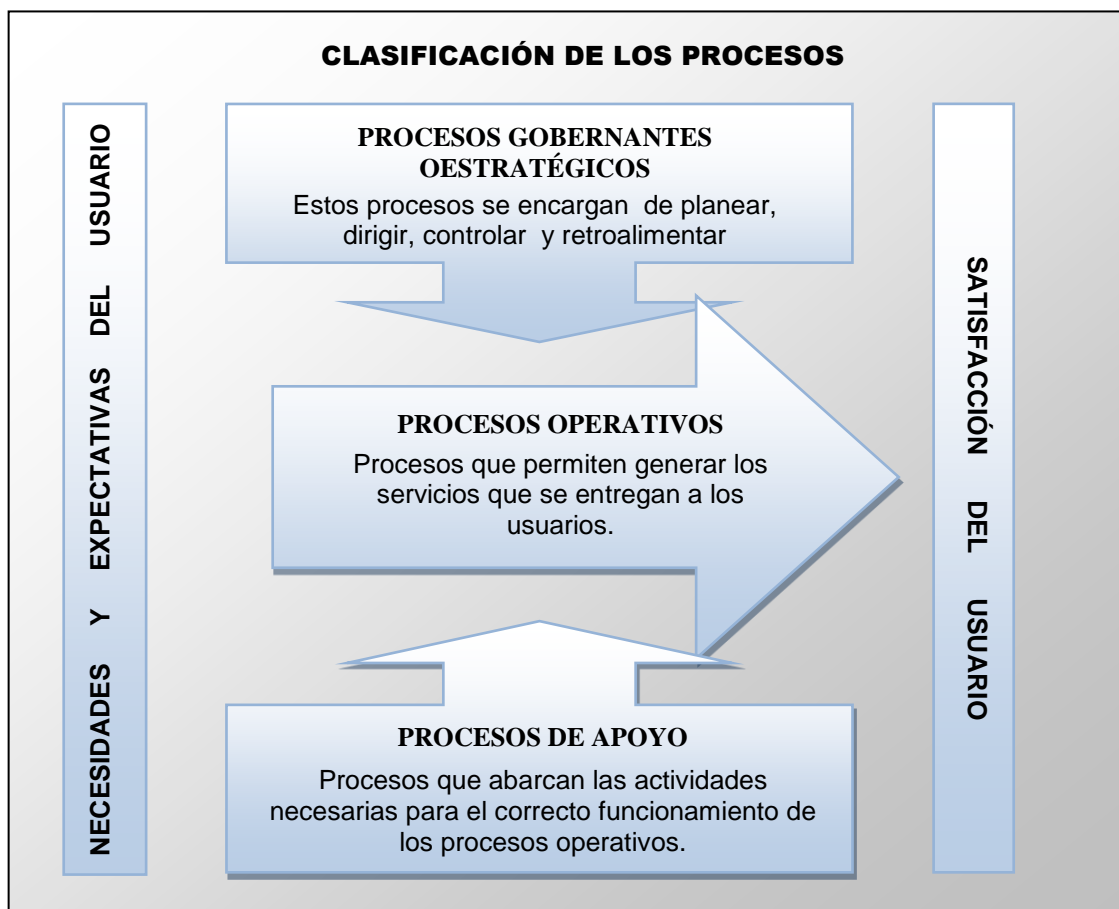 CLASIFICACIÓN DE LOS PROCESOS
NECESIDADES Y EXPECTATIVAS DEL USUARIO
PROCESOS GOBERNANTES
OESTRATÉGICOS
Estos procesos se encargan de planear,
dirigir, controlar y retroalimentar
PROCESOS OPERATIVOS
Procesos que permiten generar los
servicios que se entregan a los
usuarios.
PROCESOS DE APOYO
Procesos que abarcan las actividades
necesarias para el correcto funcionamiento de
los procesos operativos.
SATISFACCIÓN DEL USUARIO